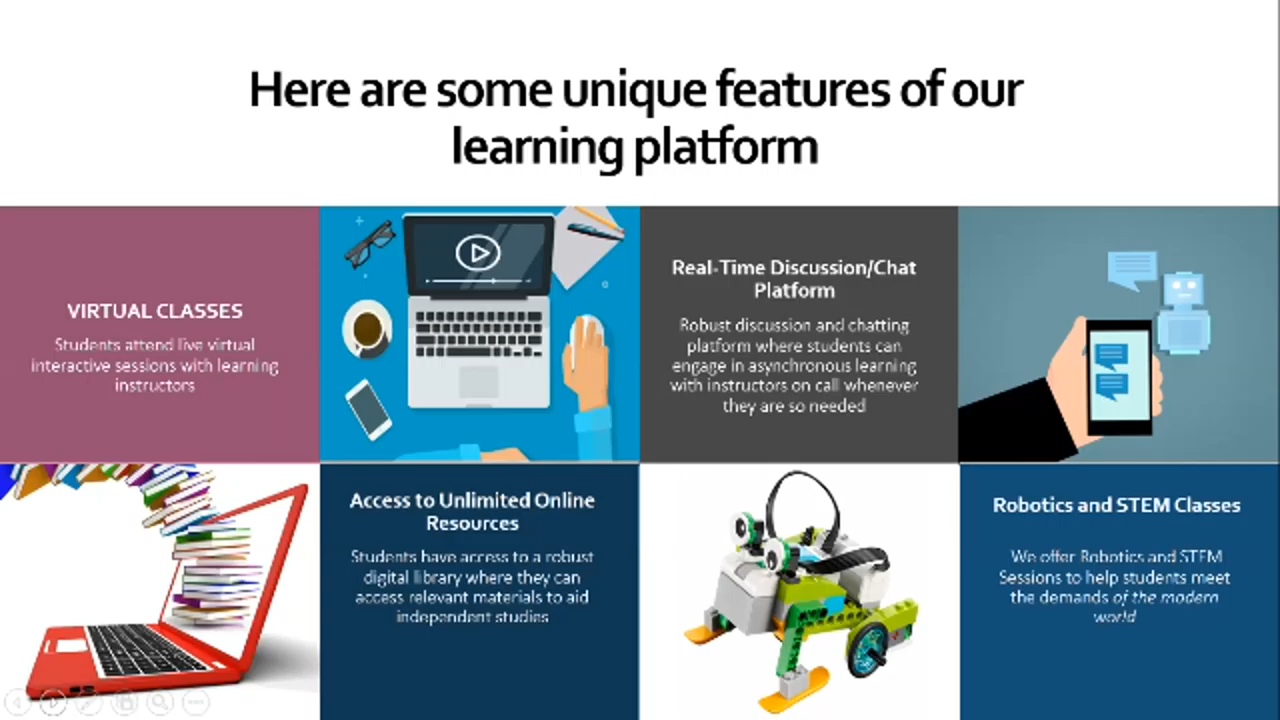 Here are some unique features of our
learning platform
VIRTUAL CLASSES
Students attend live virtual
interactive sessions with learning
instructors
Real-Time Discussion/Chat
Platform
Robust discussion and chatting
platform where students can
engage in asynchronous learning
with instructors on call whenever
they are so needed
Access to Unlimited Online
Resources
Students have access to a robust
digital library where they can
access relevant materials to aid
independent studies
Robotics and STEM Classes
We offer Robotics and STEM
Sessions to help students meet
the demands of the modern
world